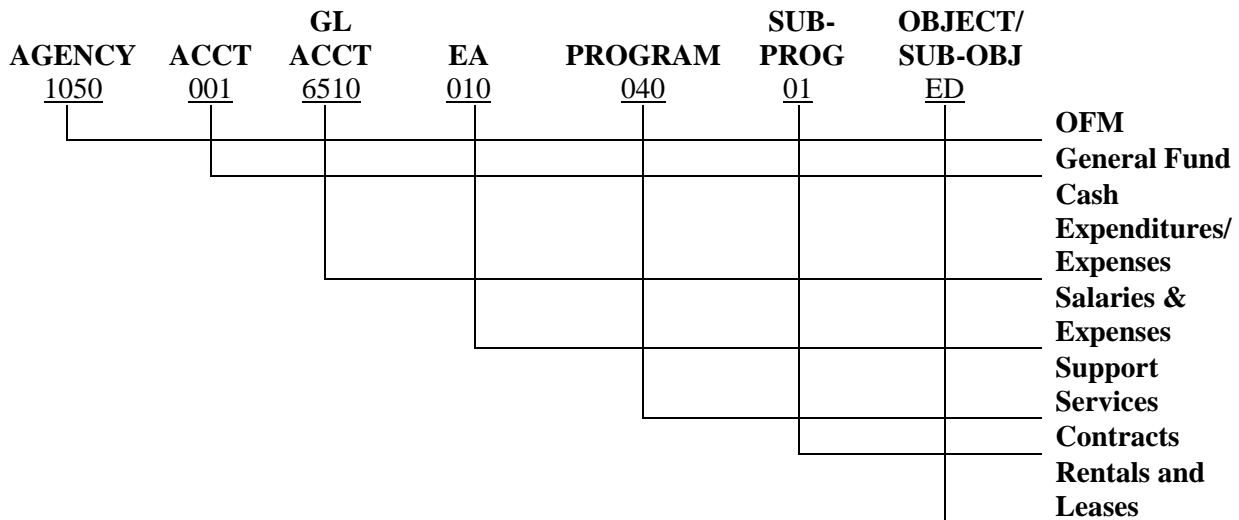 GL SUB- OBJECT/
AGENCY ACCT ACCT EA PROGRAM PROG SUB-OBJ
1050 001 6510 010 040 01 ED
OFM
General Fund
Cash
Expenditures/
Expenses
Salaries &
Expenses
Support
Services
Contracts
Rentals and
Leases